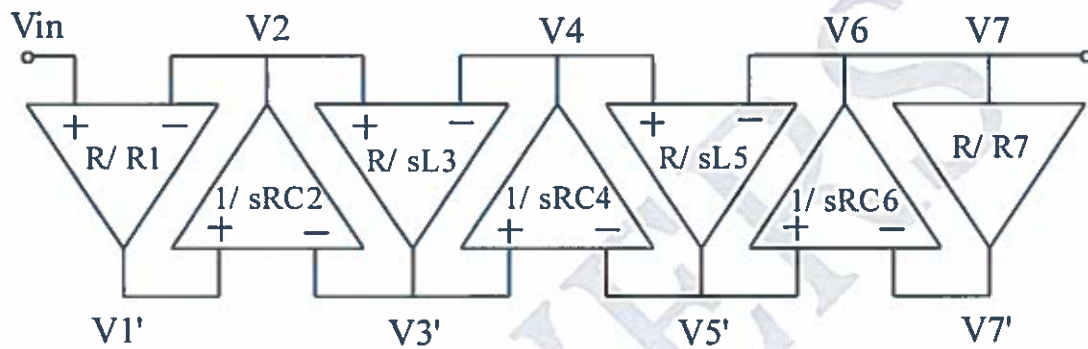 Vin V2 V4 V6 V7
+ − + − + −
R/ R1 R/ sL3 R/ sL5 R/ R7
1/ sRC2 1/ sRC4 1/ sRC6
+ − + − + −
V1' V3' V5' V7'